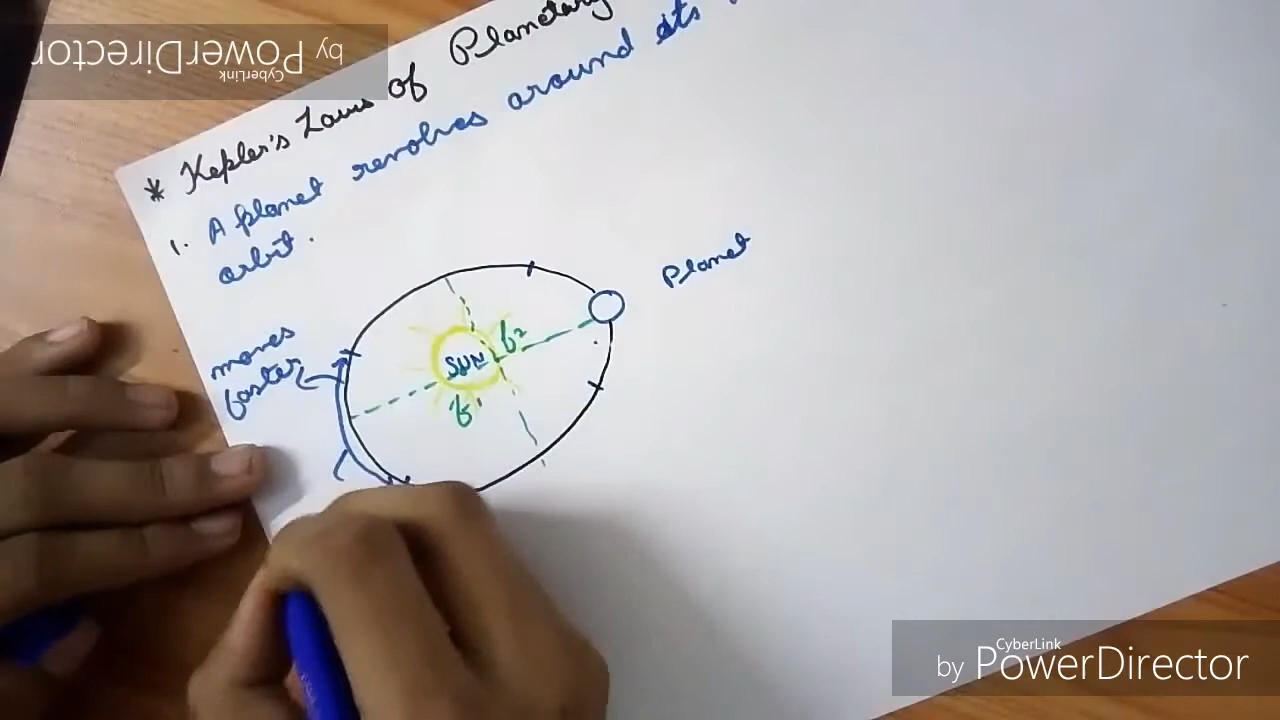 by PowerDirector
CyberLink
* Kepler's Laws of Planetary
1. A planet revolves around its
orbit.
Planet
moves
faster
SUN
f2
f1
CyberLink
by PowerDirector